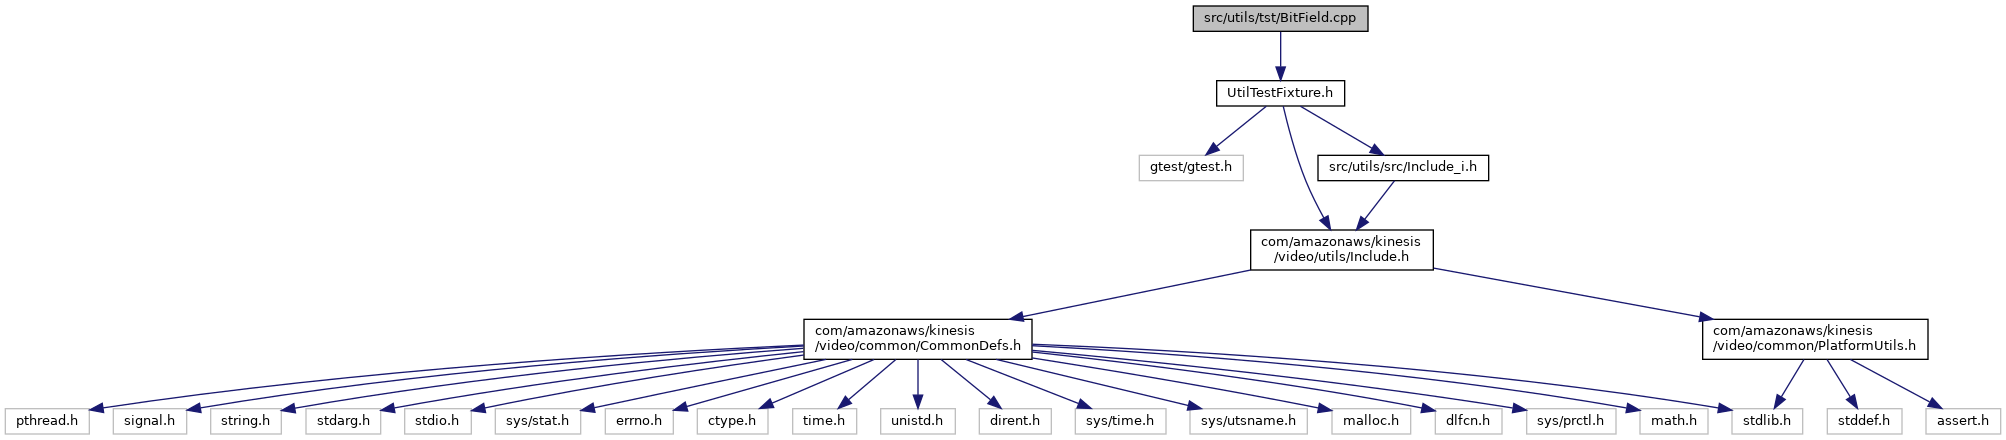 src/utils/tst/BitField.cpp
UtilTestFixture.h
gtest/gtest.h
src/utils/src/Include_i.h
com/amazonaws/kinesis
/video/utils/Include.h
com/amazonaws/kinesis
/video/common/CommonDefs.h
com/amazonaws/kinesis
/video/common/PlatformUtils.h
pthread.h
signal.h
string.h
stdarg.h
stdio.h
sys/stat.h
errno.h
ctype.h
time.h
unistd.h
dirent.h
sys/time.h
sys/utsname.h
malloc.h
dlfcn.h
sys/prctl.h
math.h
stdlib.h
stddef.h
assert.h